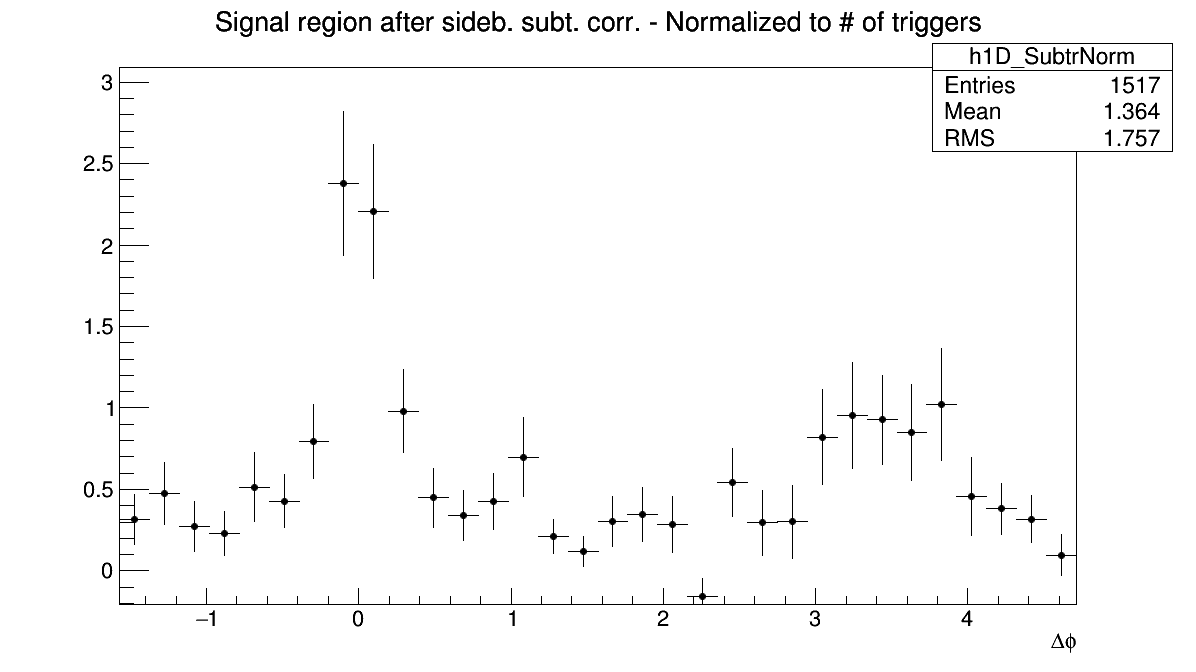 Signal region after sideb. subt. corr. - Normalized to # of triggers
h1D_SubtrNorm
Entries 1517
Mean 1.364
RMS 1.757
3
2.5
2
1.5
1
0.5
0
−1 0 1 2 3 4
Δϕ